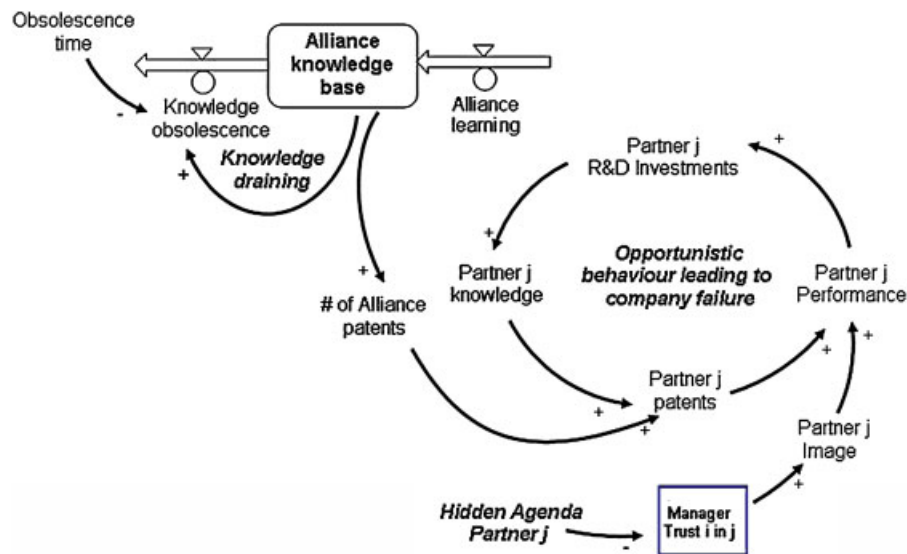 Obsolescence
time
Alliance
knowledge
base
Alliance
learning
-
Knowledge
obsolescence
+
Knowledge
draining
Partner j
R&D Investments
+
+
Opportunistic
behaviour leading to
company failure
Partner j
knowledge
Partner j
Performance
+
# of Alliance
patents
+
+
Partner j
patents
+
+
Partner j
Image
+
Hidden Agenda
Partner j
-
Manager
Trust i in j